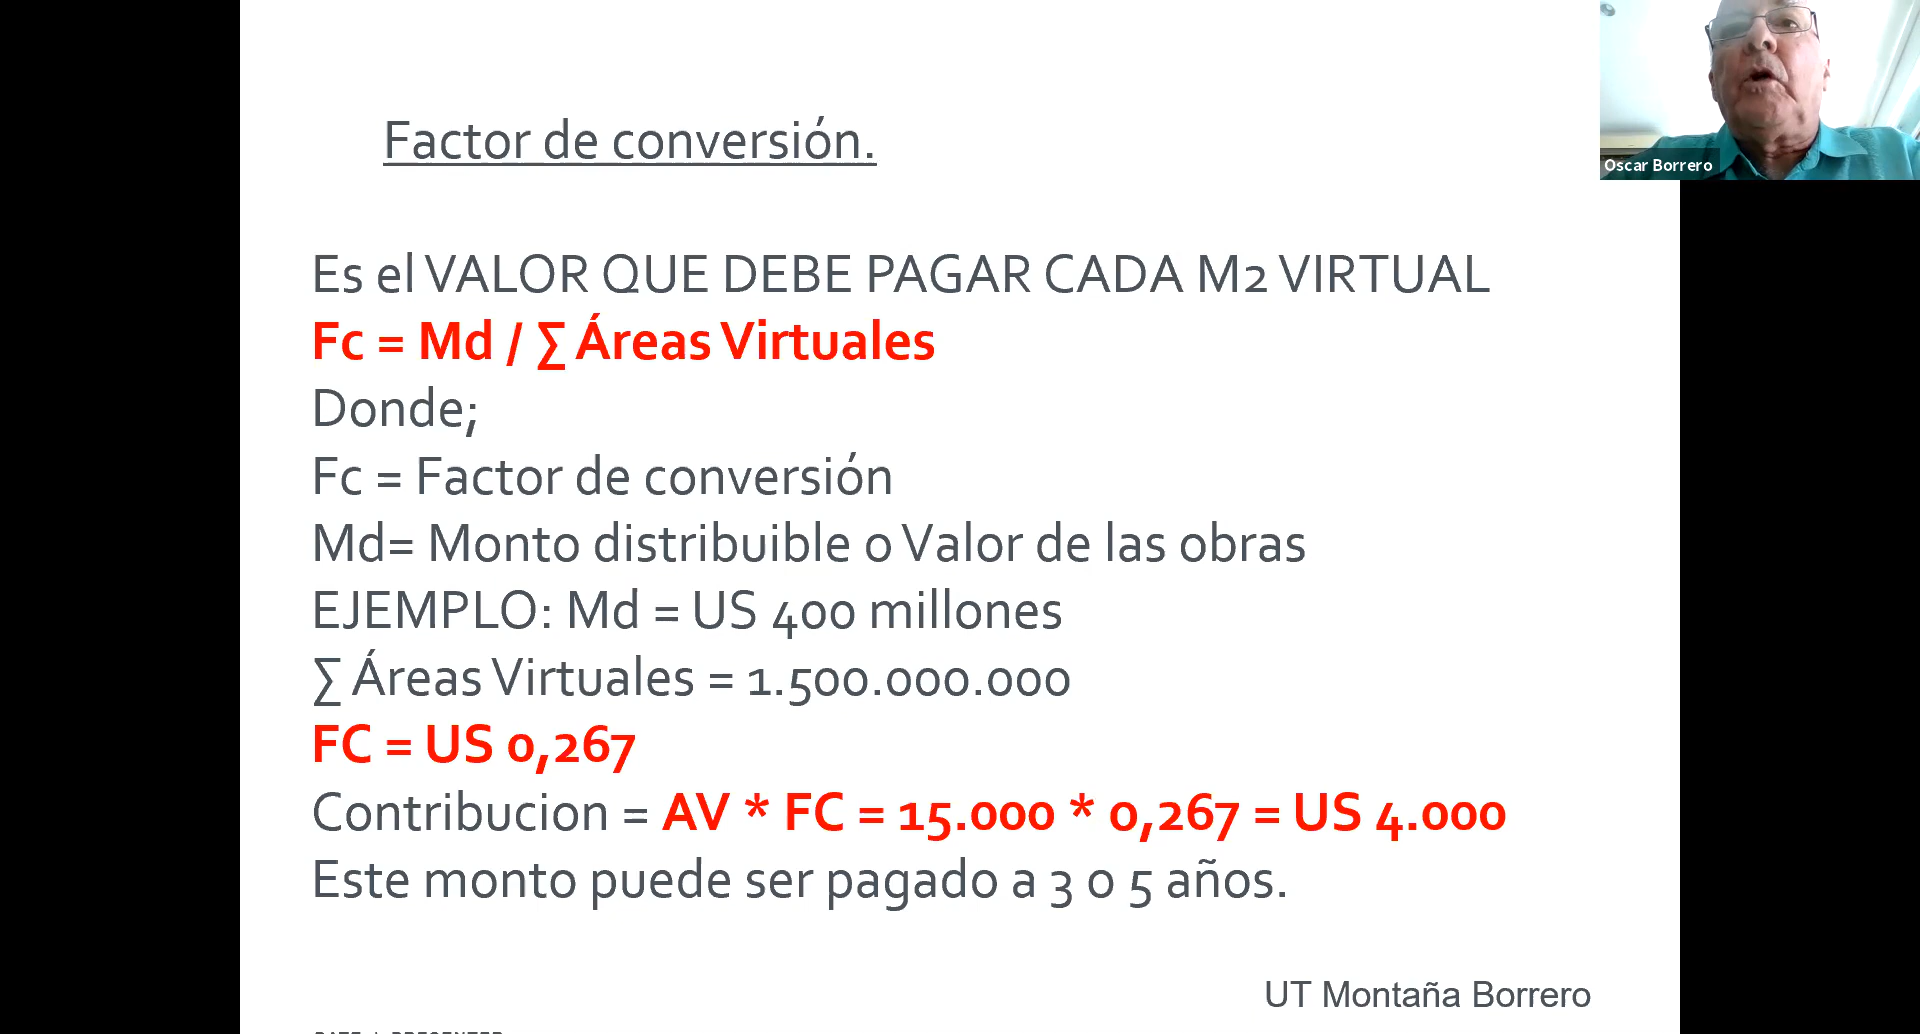 Factor de conversión.
Oscar Borrero
Es el VALOR QUE DEBE PAGAR CADA M2 VIRTUAL
Fc = Md / ∑ Áreas Virtuales
Donde;
Fc = Factor de conversión
Md= Monto distribuible o Valor de las obras
EJEMPLO: Md = US 400 millones
∑ Áreas Virtuales = 1.500.000.000
FC = US 0,267
Contribucion = AV * FC = 15.000 * 0,267 = US 4.000
Este monto puede ser pagado a 3 o 5 años.
UT Montaña Borrero